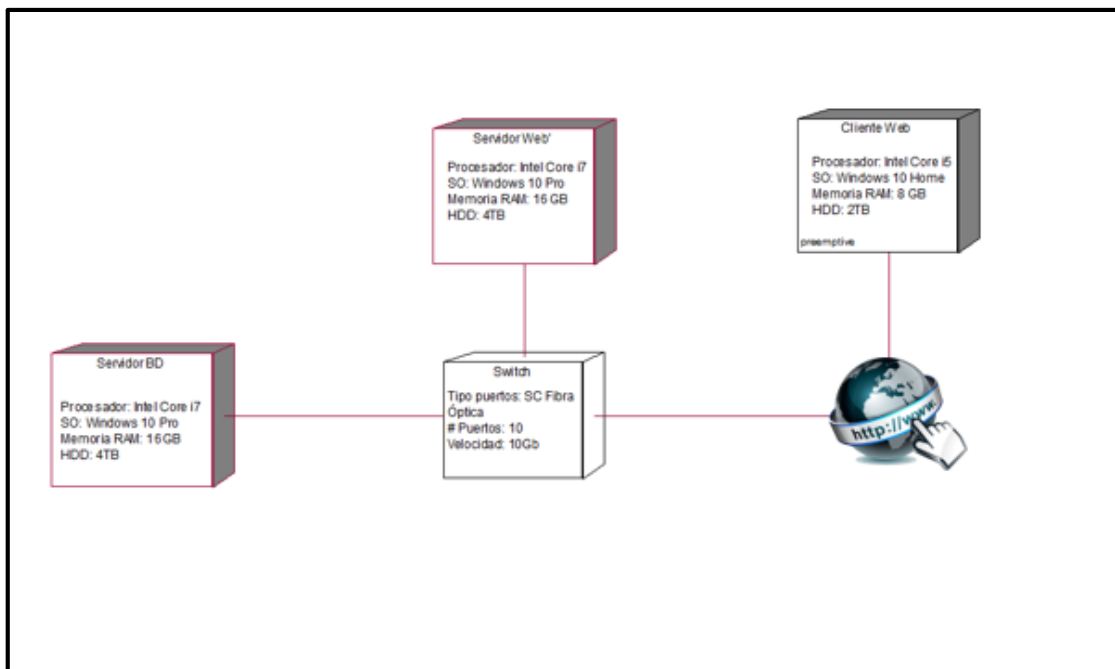 Servidor Web'
Procesador: Intel Core i7
SO: Windows 10 Pro
Memoria RAM: 16 GB
HDD: 4TB
Cliente Web
Procesador: Intel Core i5
SO: Windows 10 Home
Memoria RAM: 8 GB
HDD: 2TB
preemptive
Servidor BD
Procesador: Intel Core i7
SO: Windows 10 Pro
Memoria RAM: 16GB
HDD: 4TB
Switch
Tipo puertos: SC Fibra
Óptica
# Puertos: 10
Velocidad: 10Gb
http://www.